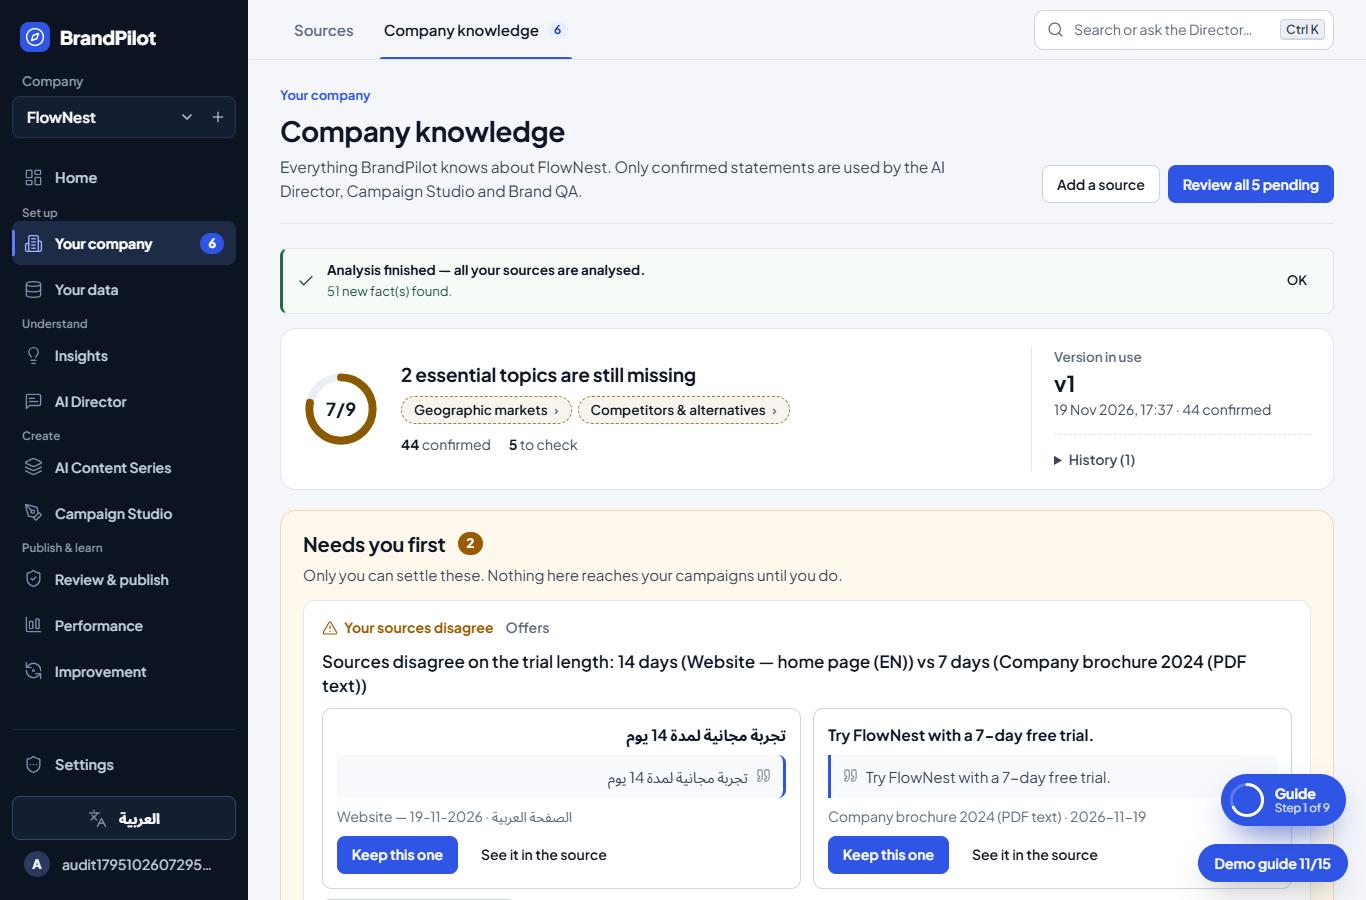 BrandPilot
Company
FlowNest
Home
Set up
Your company 6
Your data
Understand
Insights
AI Director
Create
AI Content Series
Campaign Studio
Publish & learn
Review & publish
Performance
Improvement
Settings
العربية
A audit1795102607295...
Sources
Company knowledge 6
Search or ask the Director... Ctrl K
Your company
Company knowledge
Everything BrandPilot knows about FlowNest. Only confirmed statements are used by the AI
Director, Campaign Studio and Brand QA.
Add a source
Review all 5 pending
Analysis finished — all your sources are analysed.
51 new fact(s) found.
OK
7/9
2 essential topics are still missing
Geographic markets ›
Competitors & alternatives ›
44 confirmed 5 to check
Version in use
v1
19 Nov 2026, 17:37 · 44 confirmed
History (1)
Needs you first 2
Only you can settle these. Nothing here reaches your campaigns until you do.
Your sources disagree Offers
Sources disagree on the trial length: 14 days (Website — home page (EN)) vs 7 days (Company brochure 2024 (PDF
text))
تجربة مجانية لمدة 14 يوم
تجربة مجانية لمدة 14 يوم
Website — الصفحة العربية · 2026-11-19
Keep this one
See it in the source
Try FlowNest with a 7-day free trial.
Try FlowNest with a 7-day free trial.
Company brochure 2024 (PDF text) · 2026-11-19
Keep this one
See it in the source
Guide
Step 1 of 9
Demo guide 11/15